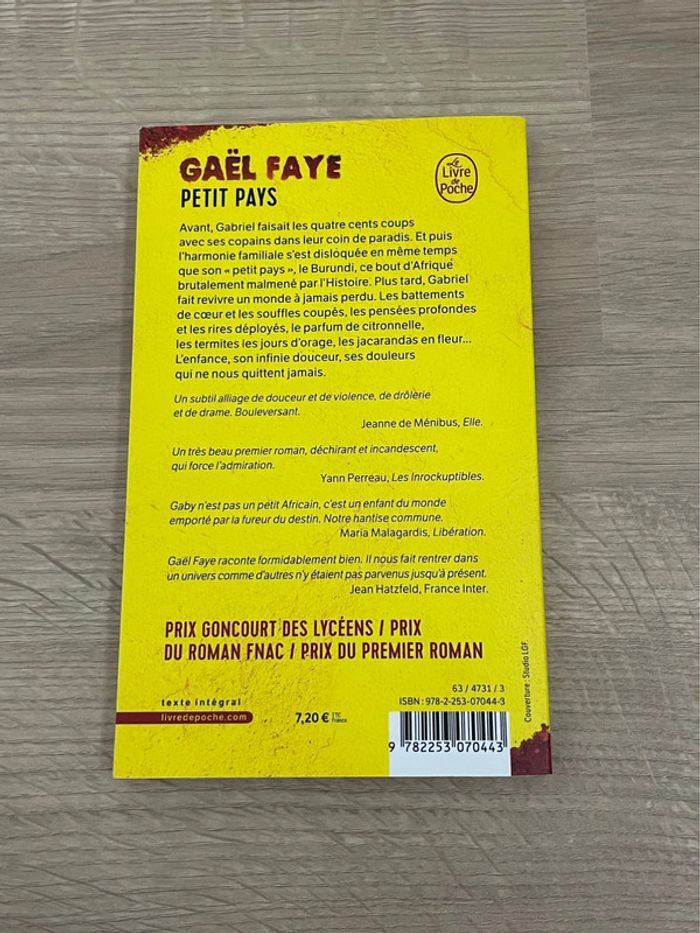 GAËL FAYE
PETIT PAYS
Le
Livre
de
Poche
Avant, Gabriel faisait les quatre cents coups
avec ses copains dans leur coin de paradis. Et puis
l'harmonie familiale s'est disloquée en même temps
que son « petit pays », le Burundi, ce bout d'Afrique
brutalement malmené par l'Histoire. Plus tard, Gabriel
fait revivre un monde à jamais perdu. Les battements
de cœur et les souffles coupés, les pensées profondes
et les rires déployés, le parfum de citronnelle,
les termites les jours d'orage, les jacarandas en fleur...
L'enfance, son infinie douceur, ses douleurs
qui ne nous quittent jamais.
Un subtil alliage de douceur et de violence, de drôlerie
et de drame. Bouleversant.
Jeanne de Ménibus, Elle.
Un très beau premier roman, déchirant et incandescent,
qui force l'admiration.
Yann Perreau, Les Inrockuptibles.
Gaby n'est pas un petit Africain, c'est un enfant du monde
emporté par la fureur du destin. Notre hantise commune.
Maria Malagardis, Libération.
Gaël Faye raconte formidablement bien. Il nous fait rentrer dans
un univers comme d'autres n'y étaient pas parvenus jusqu'à présent.
Jean Hatzfeld, France Inter.
PRIX GONCOURT DES LYCÉENS / PRIX
DU ROMAN FNAC / PRIX DU PREMIER ROMAN
texte intégral
livredepoche.com
7,20 € TTC
France
63 / 4731 / 3
ISBN : 978-2-253-07044-3
9 782253 070443
Couverture : Studio LGF.